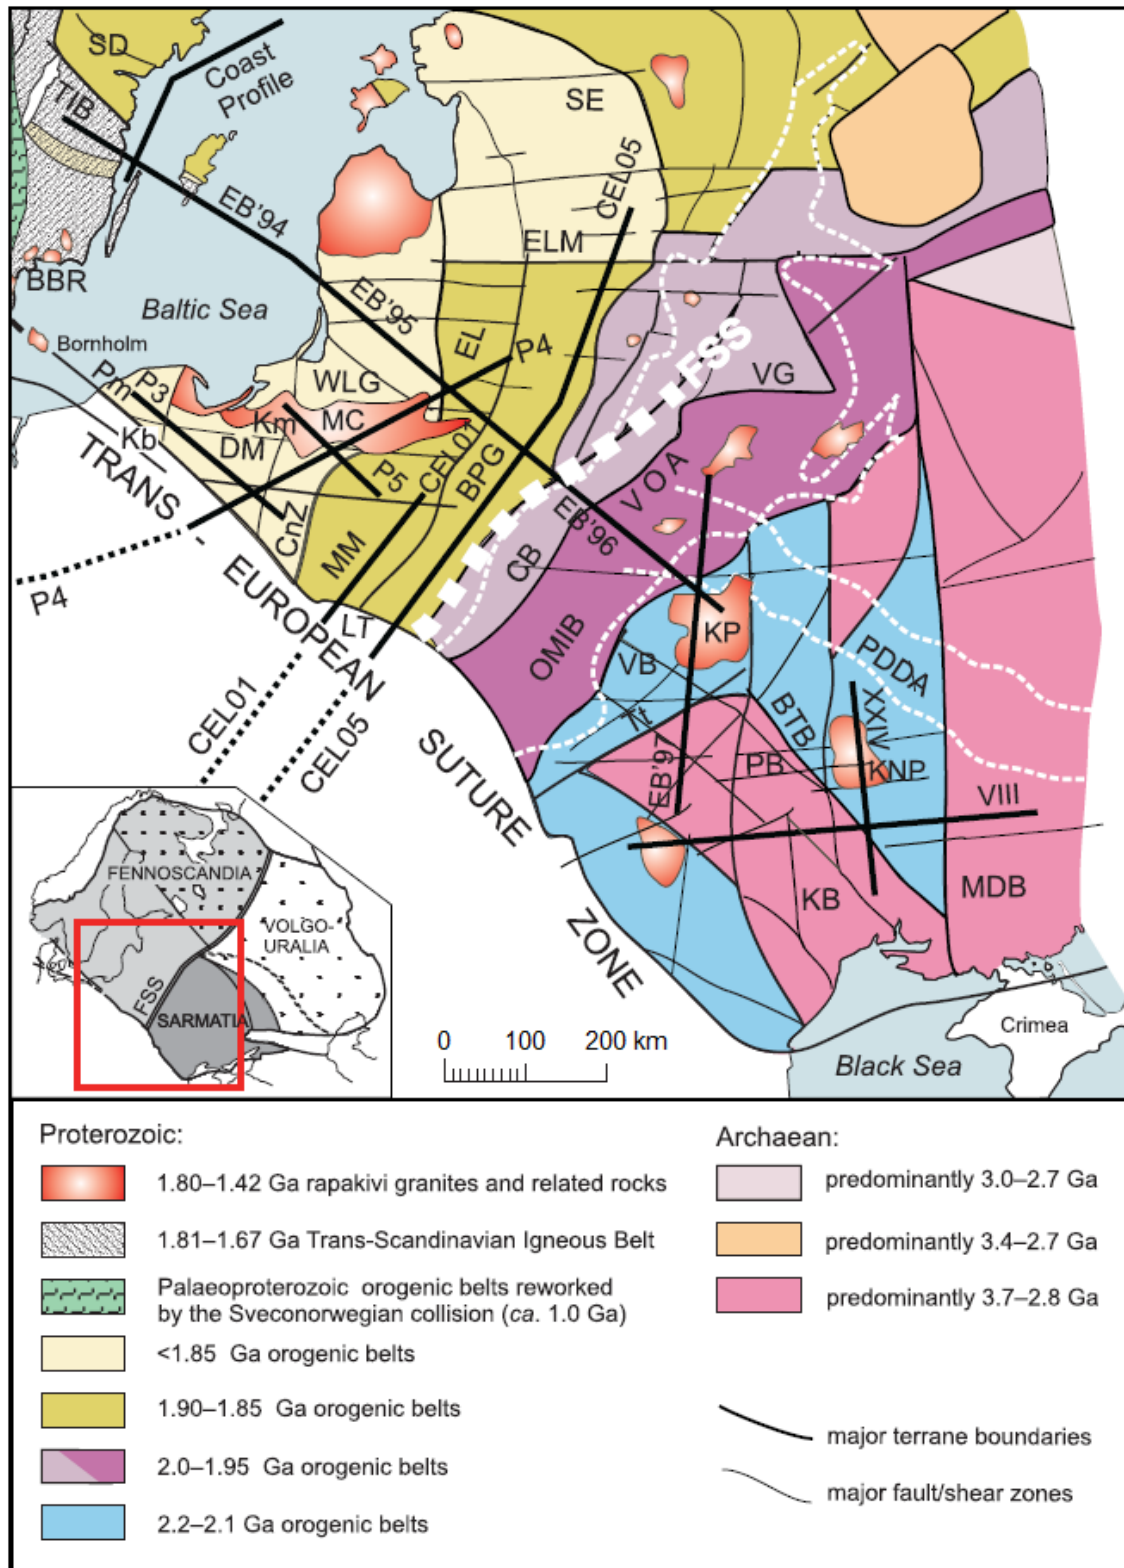 SD
Coast
Profile
TIB
SE
CEL05
EB'94
ELM
BBR
Baltic Sea
EB'95
Bornholm
EL
P4
FSS
VG
WLG
Pm
P3
Km
MC
Kb
DM
CEL01
P5
BPG
VOA
EB'96
TRANS - EUROPEAN SUTURE ZONE
CnZ
MM
CB
P4
LT
OMIB
KP
VB
PDDA
CEL01
CEL05
Tt
BTB
XXIV
EB'97
PB
KNP
VIII
KB
MDB
FENNOSCANDIA
VOLGO-
URALIA
FSS
SARMATIA
0 100 200 km
Crimea
Black Sea
Proterozoic:
1.80–1.42 Ga rapakivi granites and related rocks
1.81–1.67 Ga Trans-Scandinavian Igneous Belt
Palaeoproterozoic orogenic belts reworked
by the Sveconorwegian collision (ca. 1.0 Ga)
<1.85 Ga orogenic belts
1.90–1.85 Ga orogenic belts
2.0–1.95 Ga orogenic belts
2.2–2.1 Ga orogenic belts
Archaean:
predominantly 3.0–2.7 Ga
predominantly 3.4–2.7 Ga
predominantly 3.7–2.8 Ga
major terrane boundaries
major fault/shear zones